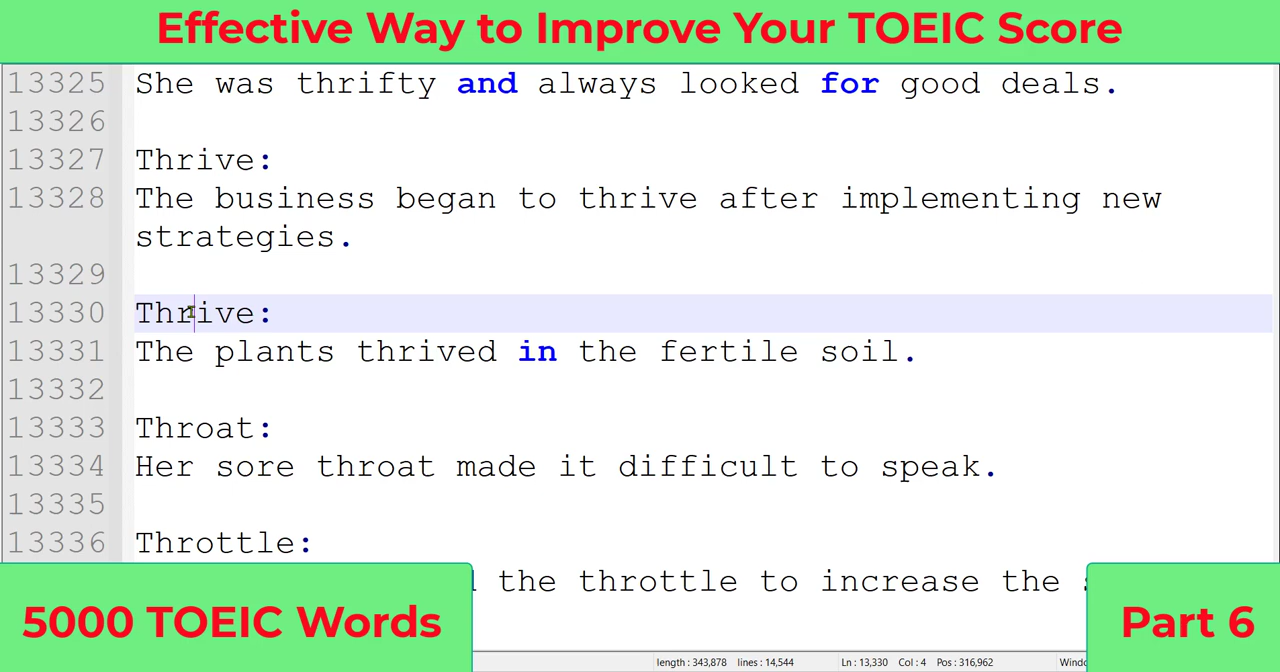 Effective Way to Improve Your TOEIC Score
13325 She was thrifty and always looked for good deals.
13326
13327 Thrive:
13328 The business began to thrive after implementing new
strategies.
13329
13330 Thrive:
13331 The plants thrived in the fertile soil.
13332
13333 Throat:
13334 Her sore throat made it difficult to speak.
13335
13336 Throttle:
the throttle to increase the
5000 TOEIC Words
Part 6
length : 343,878 lines : 14,544 Ln : 13,330 Col : 4 Pos : 316,962